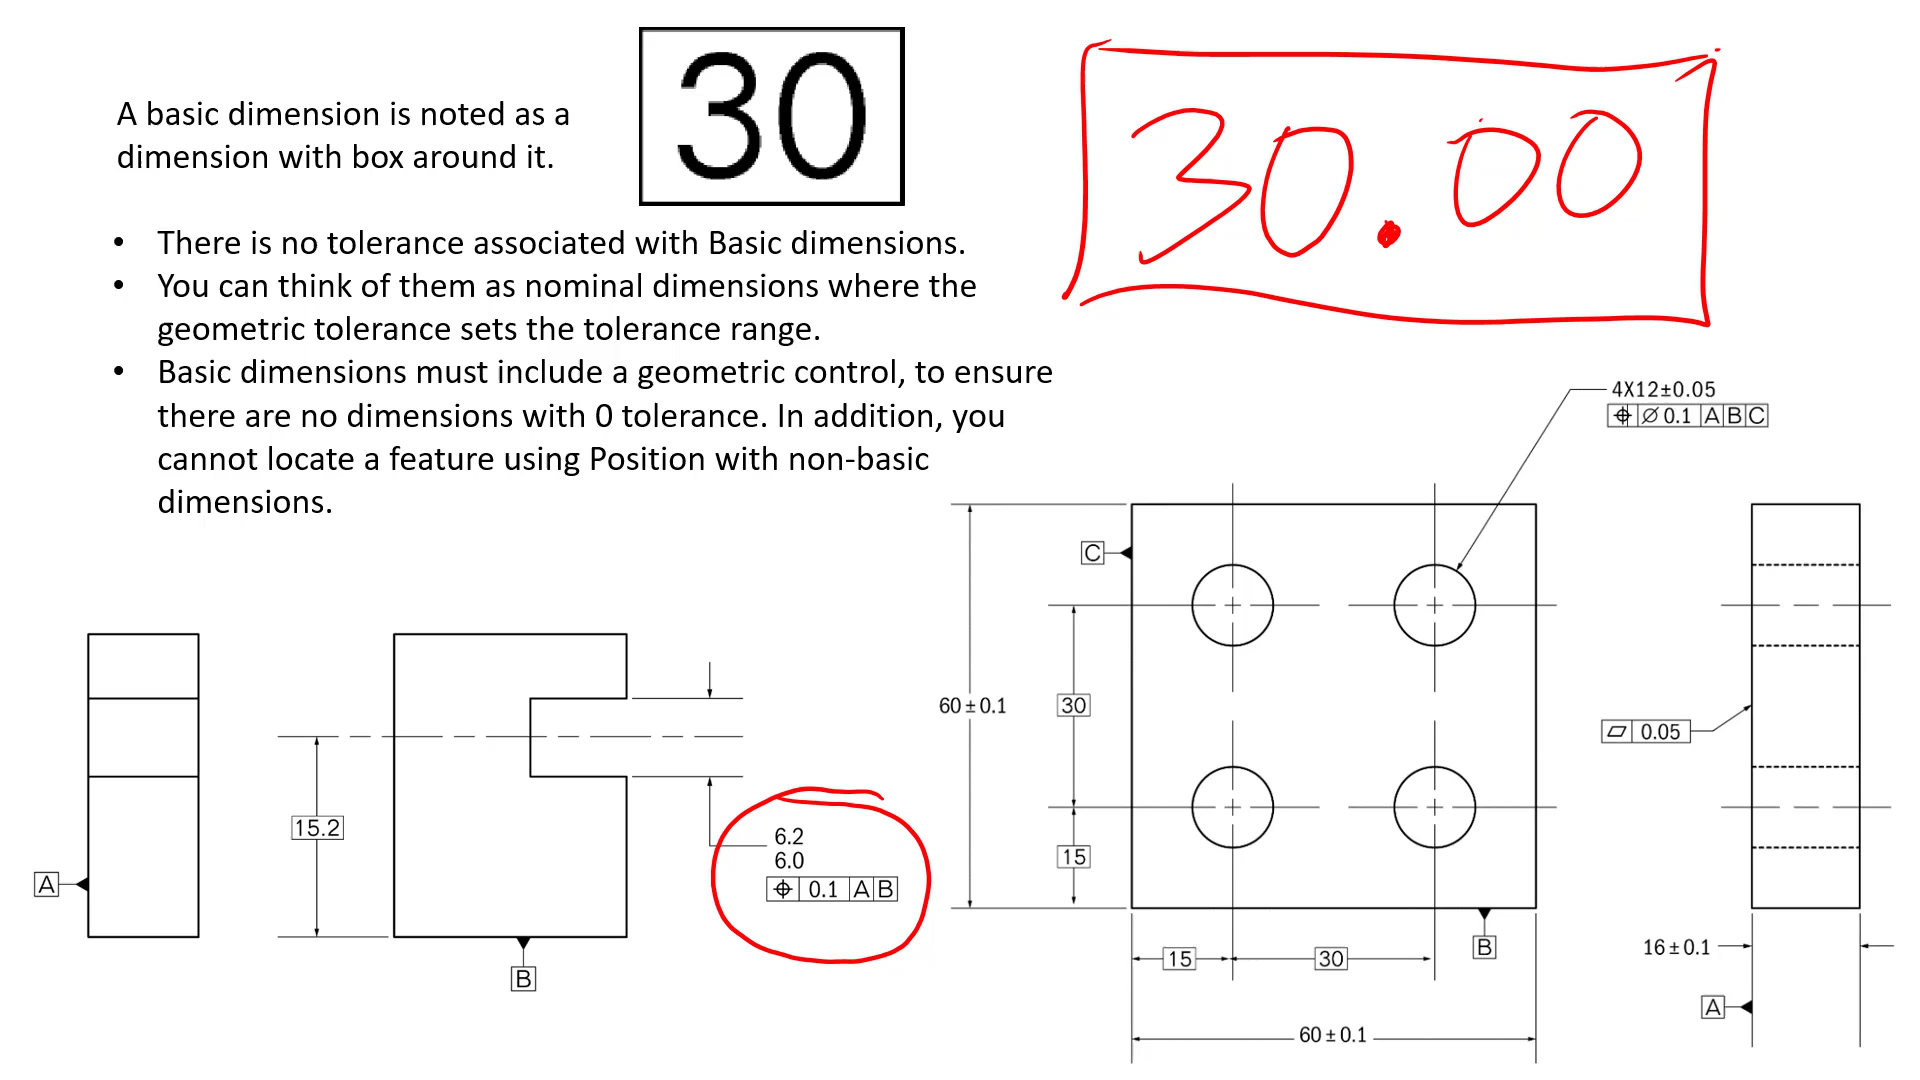 A basic dimension is noted as a
dimension with box around it.
30
30.00
• There is no tolerance associated with Basic dimensions.
• You can think of them as nominal dimensions where the
geometric tolerance sets the tolerance range.
• Basic dimensions must include a geometric control, to ensure
there are no dimensions with 0 tolerance. In addition, you
cannot locate a feature using Position with non-basic
dimensions.
A
15.2
B
6.2
6.0
⌖ 0.1 A B
4X12±0.05
⌖ ⌀ 0.1 A B C
C
60±0.1
30
15
15
30
B
60±0.1
⏥ 0.05
16±0.1
A